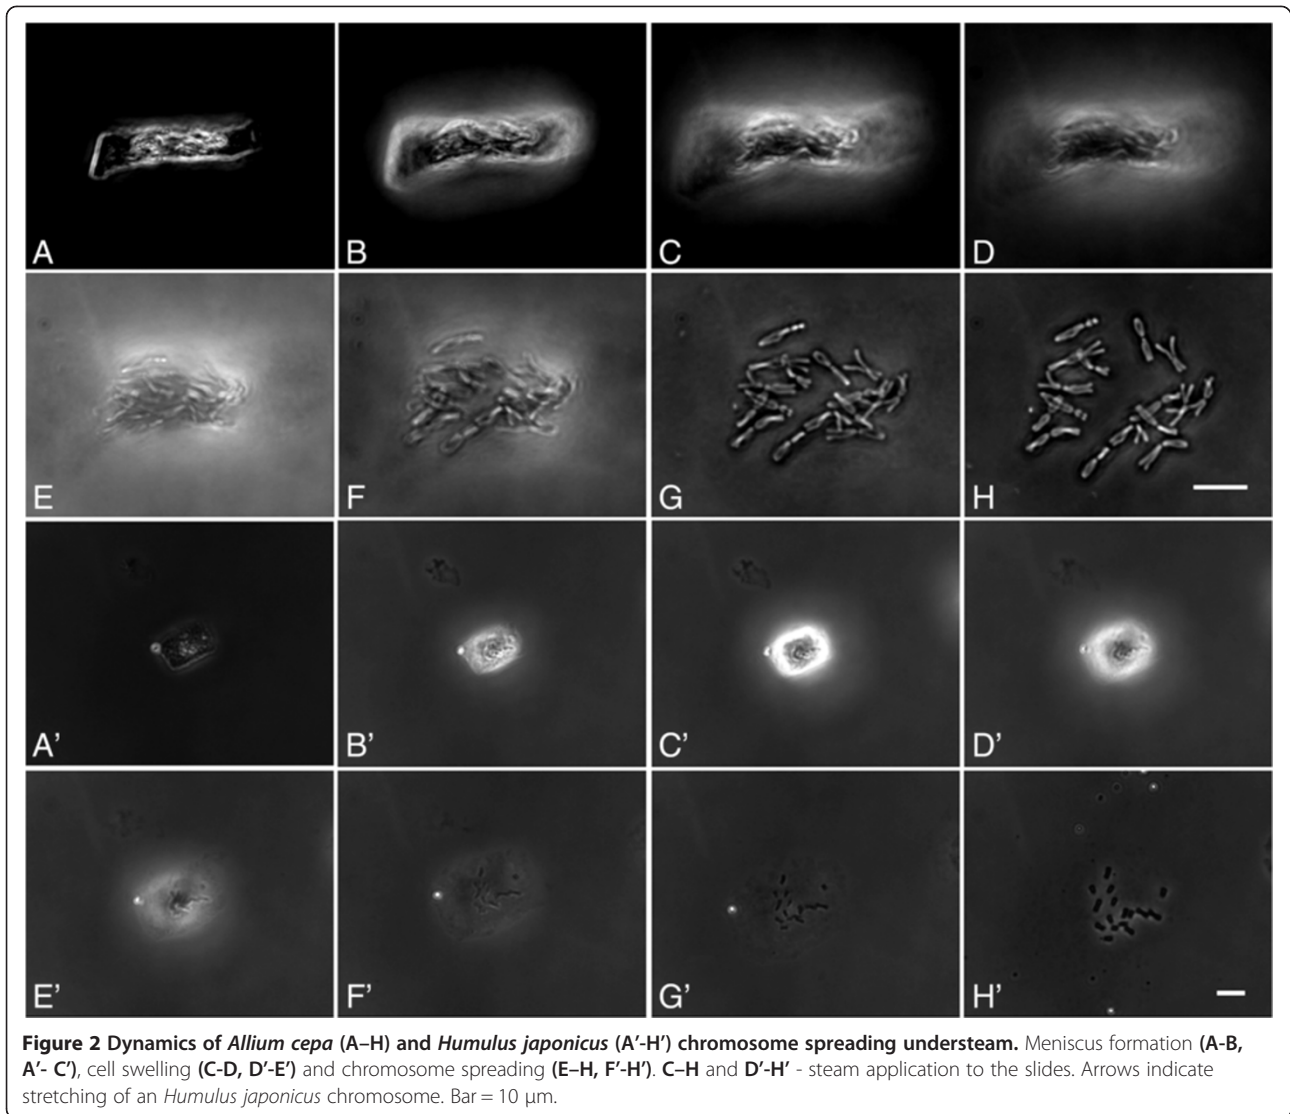 A B C D
E F G H
A’ B’ C’ D’
E’ F’ G’ H’
Figure 2 Dynamics of Allium cepa (A–H) and Humulus japonicus (A′-H′) chromosome spreading understeam. Meniscus formation (A-B,
A′- C′), cell swelling (C-D, D′-E′) and chromosome spreading (E–H, F′-H′). C–H and D′-H′ - steam application to the slides. Arrows indicate
stretching of an Humulus japonicus chromosome. Bar = 10 μm.